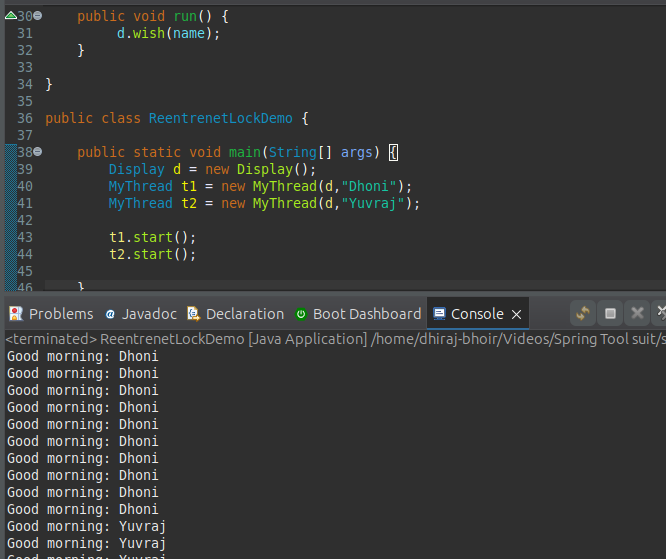 30 public void run() {
31 d.wish(name);
32 }
33
34 }
35
36 public class ReentrenetLockDemo {
37
38 public static void main(String[] args) {
39 Display d = new Display();
40 MyThread t1 = new MyThread(d,"Dhoni");
41 MyThread t2 = new MyThread(d,"Yuvraj");
42
43 t1.start();
44 t2.start();
45
46 }
Problems @ Javadoc Declaration Boot Dashboard Console
<terminated> ReentrenetLockDemo [Java Application] /home/dhiraj-bhoir/Videos/Spring Tool suit/s
Good morning: Dhoni
Good morning: Dhoni
Good morning: Dhoni
Good morning: Dhoni
Good morning: Dhoni
Good morning: Dhoni
Good morning: Dhoni
Good morning: Dhoni
Good morning: Dhoni
Good morning: Dhoni
Good morning: Yuvraj
Good morning: Yuvraj
Good morning: Yuvraj